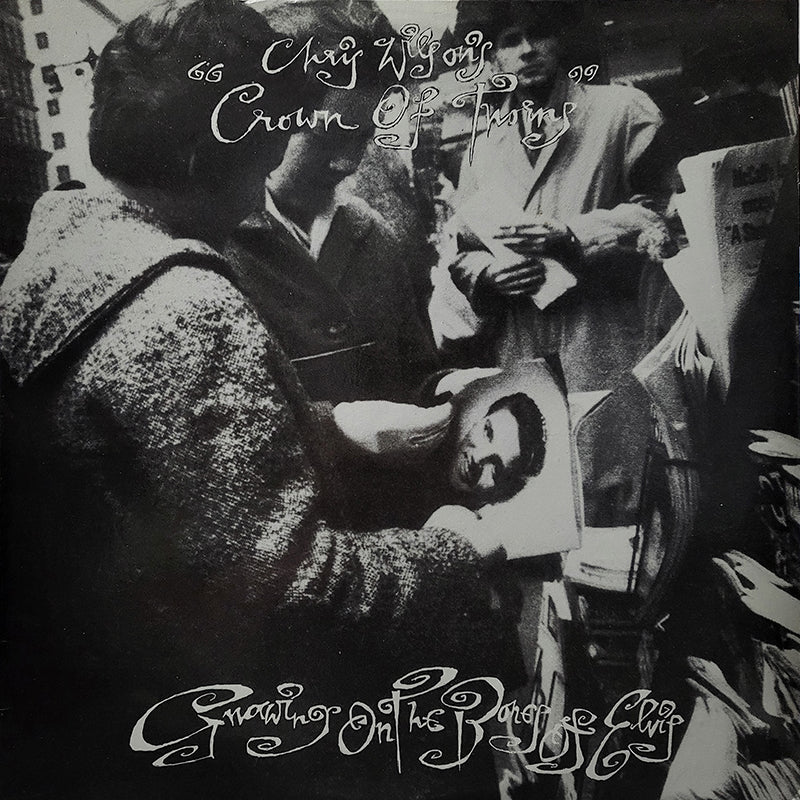 Chris Wilson's
"Crown Of Thorns"
Gnawing On The Bones Of Elvis